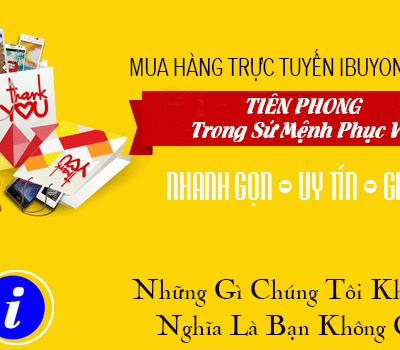 thank
YOU
MUA HÀNG TRỰC TUYẾN IBUYON
TIÊN PHONG
Trong Sứ Mệnh Phục V
NHANH GỌN - UY TÍN - G
Những Gì Chúng Tôi Kh
i
Nghĩa Là Bạn Không